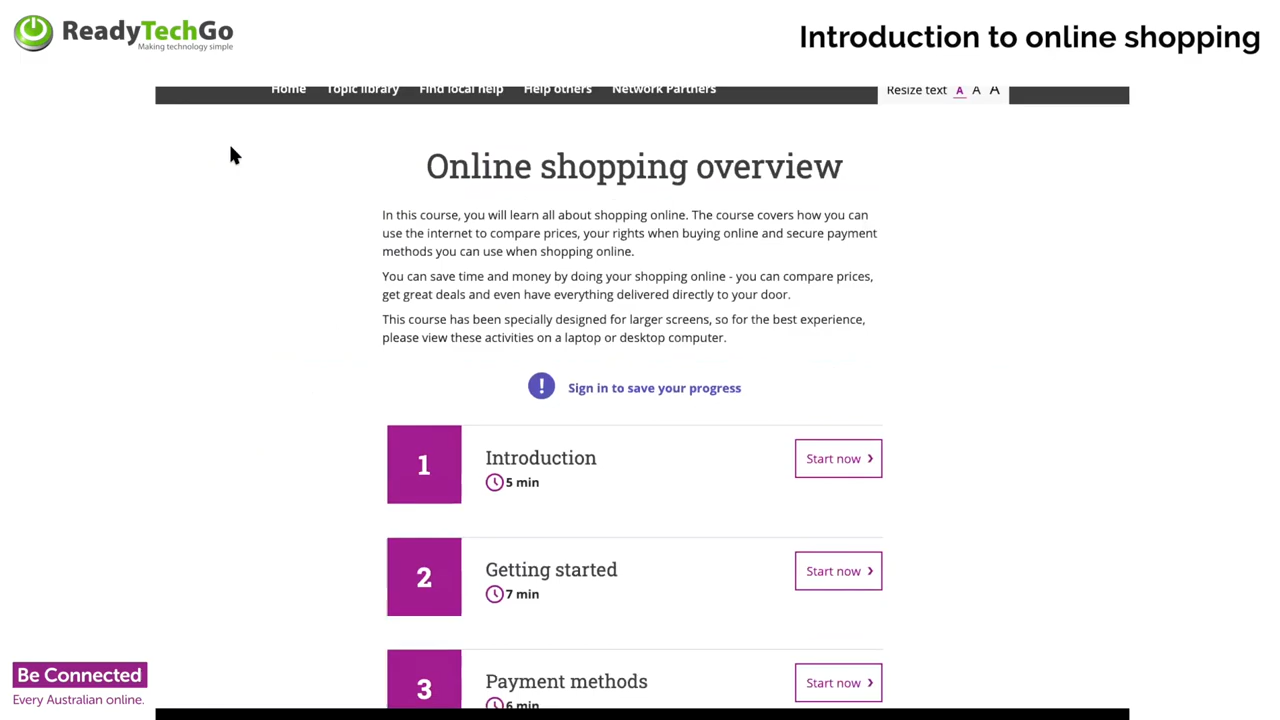 ReadyTechGo
Making technology simple
Introduction to online shopping
Home Topic library Find local help Help others Network Partners
Resize text A A A
Online shopping overview
In this course, you will learn all about shopping online. The course covers how you can
use the internet to compare prices, your rights when buying online and secure payment
methods you can use when shopping online.
You can save time and money by doing your shopping online - you can compare prices,
get great deals and even have everything delivered directly to your door.
This course has been specially designed for larger screens, so for the best experience,
please view these activities on a laptop or desktop computer.
! Sign in to save your progress
1 Introduction Start now
5 min
2 Getting started Start now
7 min
3 Payment methods Start now
6 min
Be Connected
Every Australian online.